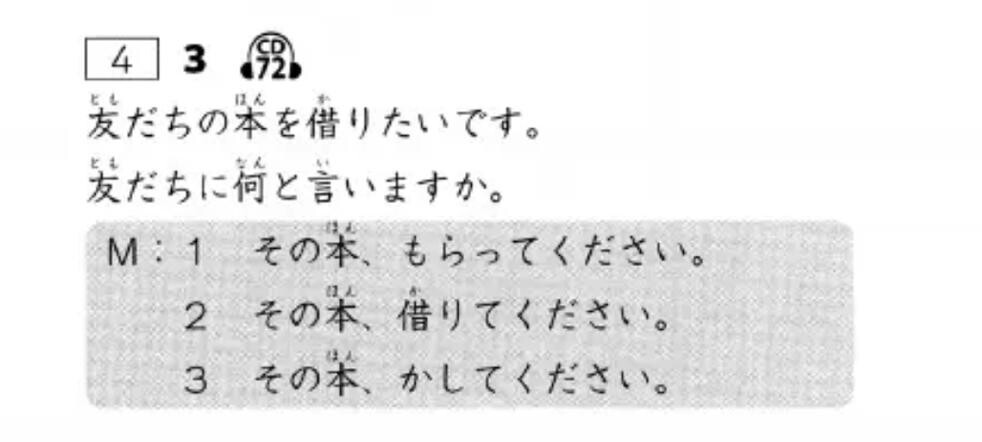 4 3 CD 72
友だちの本を借りたいです。
友だちに何と言いますか。
M：1 その本、もらってください。
2 その本、借りてください。
3 その本、かしてください。